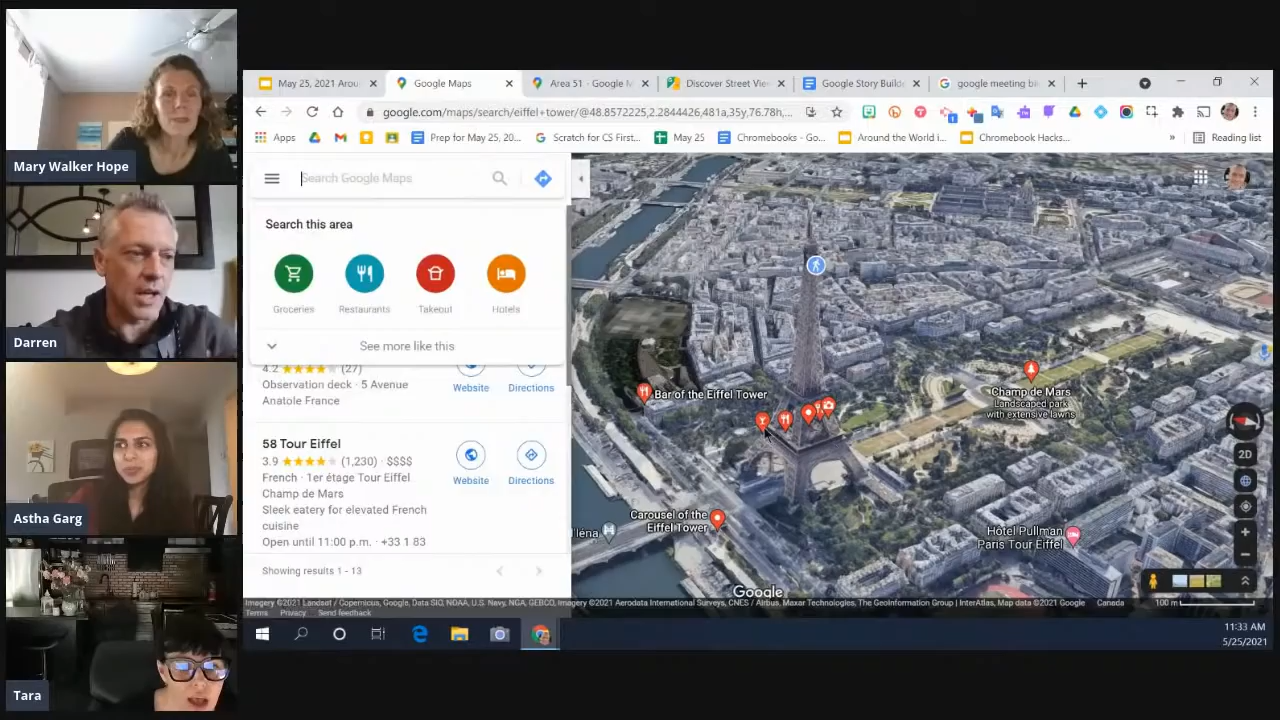 Mary Walker Hope
Darren
Astha Garg
Tara
May 25, 2021 Arou
Google Maps
Area 51 - Google M
Discover Street View
Google Story Builde
google meeting bi
google.com/maps/search/eiffel+tower/@48.8572225,2.2844426,481a,35y,76.78h,...
Apps
Prep for May 25, 20...
Scratch for CS First...
May 25
Chromebooks - Go...
Around the World i...
Chromebook Hacks...
»
Reading list
Search Google Maps
Search this area
Groceries
Restaurants
Takeout
Hotels
See more like this
4.2 (27)
Observation deck · 5 Avenue
Anatole France
Website
Directions
58 Tour Eiffel
3.9 (1,230) · $$$$
French · 1er étage Tour Eiffel
Champ de Mars
Sleek eatery for elevated French
cuisine
Open until 11:00 p.m. · +33 1 83
Website
Directions
Showing results 1 - 13
Bar of the Eiffel Tower
Champ de Mars
Landscaped park
with extensive lawns
Carousel of the
Eiffel Tower
l'Iéna
Hôtel Pullman
Paris Tour Eiffel
2D
Google
Imagery ©2021 Landsat / Copernicus, Google, Data SIO, NOAA, U.S. Navy, NGA, GEBCO, Imagery ©2021 Aerodata International Surveys, CNES / Airbus, Maxar Technologies, The GeoInformation Group | InterAtlas, Map data ©2021 Google
Canada
100 m
Terms
Privacy
Send feedback
11:33 AM
5/25/2021